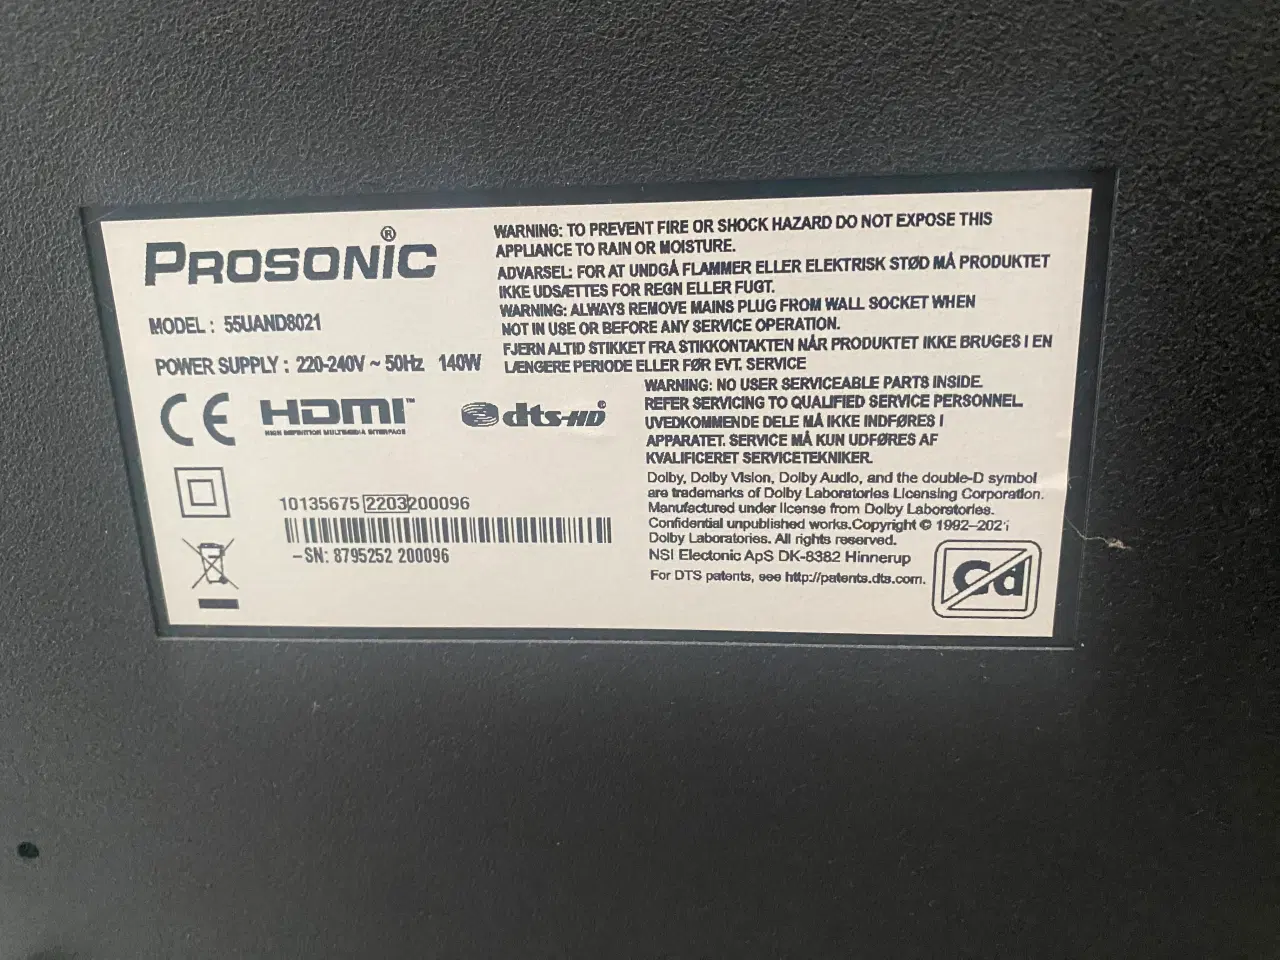 PROSONIC®
MODEL : 55UAND8021
POWER SUPPLY : 220-240V ~ 50Hz 140W
CE HDMI™ dts-HD®
HIGH DEFINITION MULTIMEDIA INTERFACE
10135675 2203 200096
-SN: 8795252 200096
WARNING: TO PREVENT FIRE OR SHOCK HAZARD DO NOT EXPOSE THIS
APPLIANCE TO RAIN OR MOISTURE.
ADVARSEL: FOR AT UNDGÅ FLAMMER ELLER ELEKTRISK STØD MÅ PRODUKTET
IKKE UDSÆTTES FOR REGN ELLER FUGT.
WARNING: ALWAYS REMOVE MAINS PLUG FROM WALL SOCKET WHEN
NOT IN USE OR BEFORE ANY SERVICE OPERATION.
FJERN ALTID STIKKET FRA STIKKONTAKTEN NÅR PRODUKTET IKKE BRUGES I EN
LÆNGERE PERIODE ELLER FØR EVT. SERVICE
WARNING: NO USER SERVICEABLE PARTS INSIDE.
REFER SERVICING TO QUALIFIED SERVICE PERSONNEL.
UVEDKOMMENDE DELE MÅ IKKE INDFØRES I
APPARATET. SERVICE MÅ KUN UDFØRES AF
KVALIFICERET SERVICETEKNIKER.
Dolby, Dolby Vision, Dolby Audio, and the double-D symbol
are trademarks of Dolby Laboratories Licensing Corporation.
Manufactured under license from Dolby Laboratories.
Confidential unpublished works.Copyright © 1992-2021
Dolby Laboratories. All rights reserved.
NSI Electonic ApS DK-8382 Hinnerup
For DTS patents, see http://patents.dts.com.
Cd